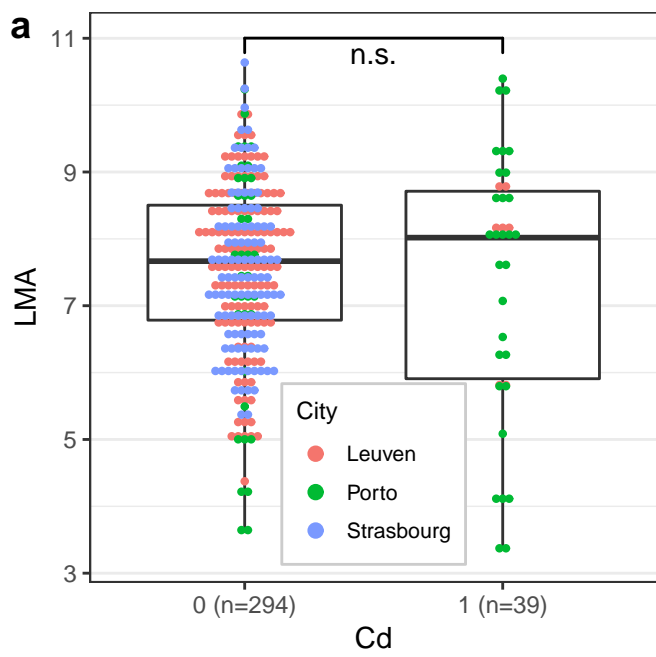 a
n.s.
11
9
7
5
3
LMA
City
Leuven
Porto
Strasbourg
0 (n=294)
1 (n=39)
Cd